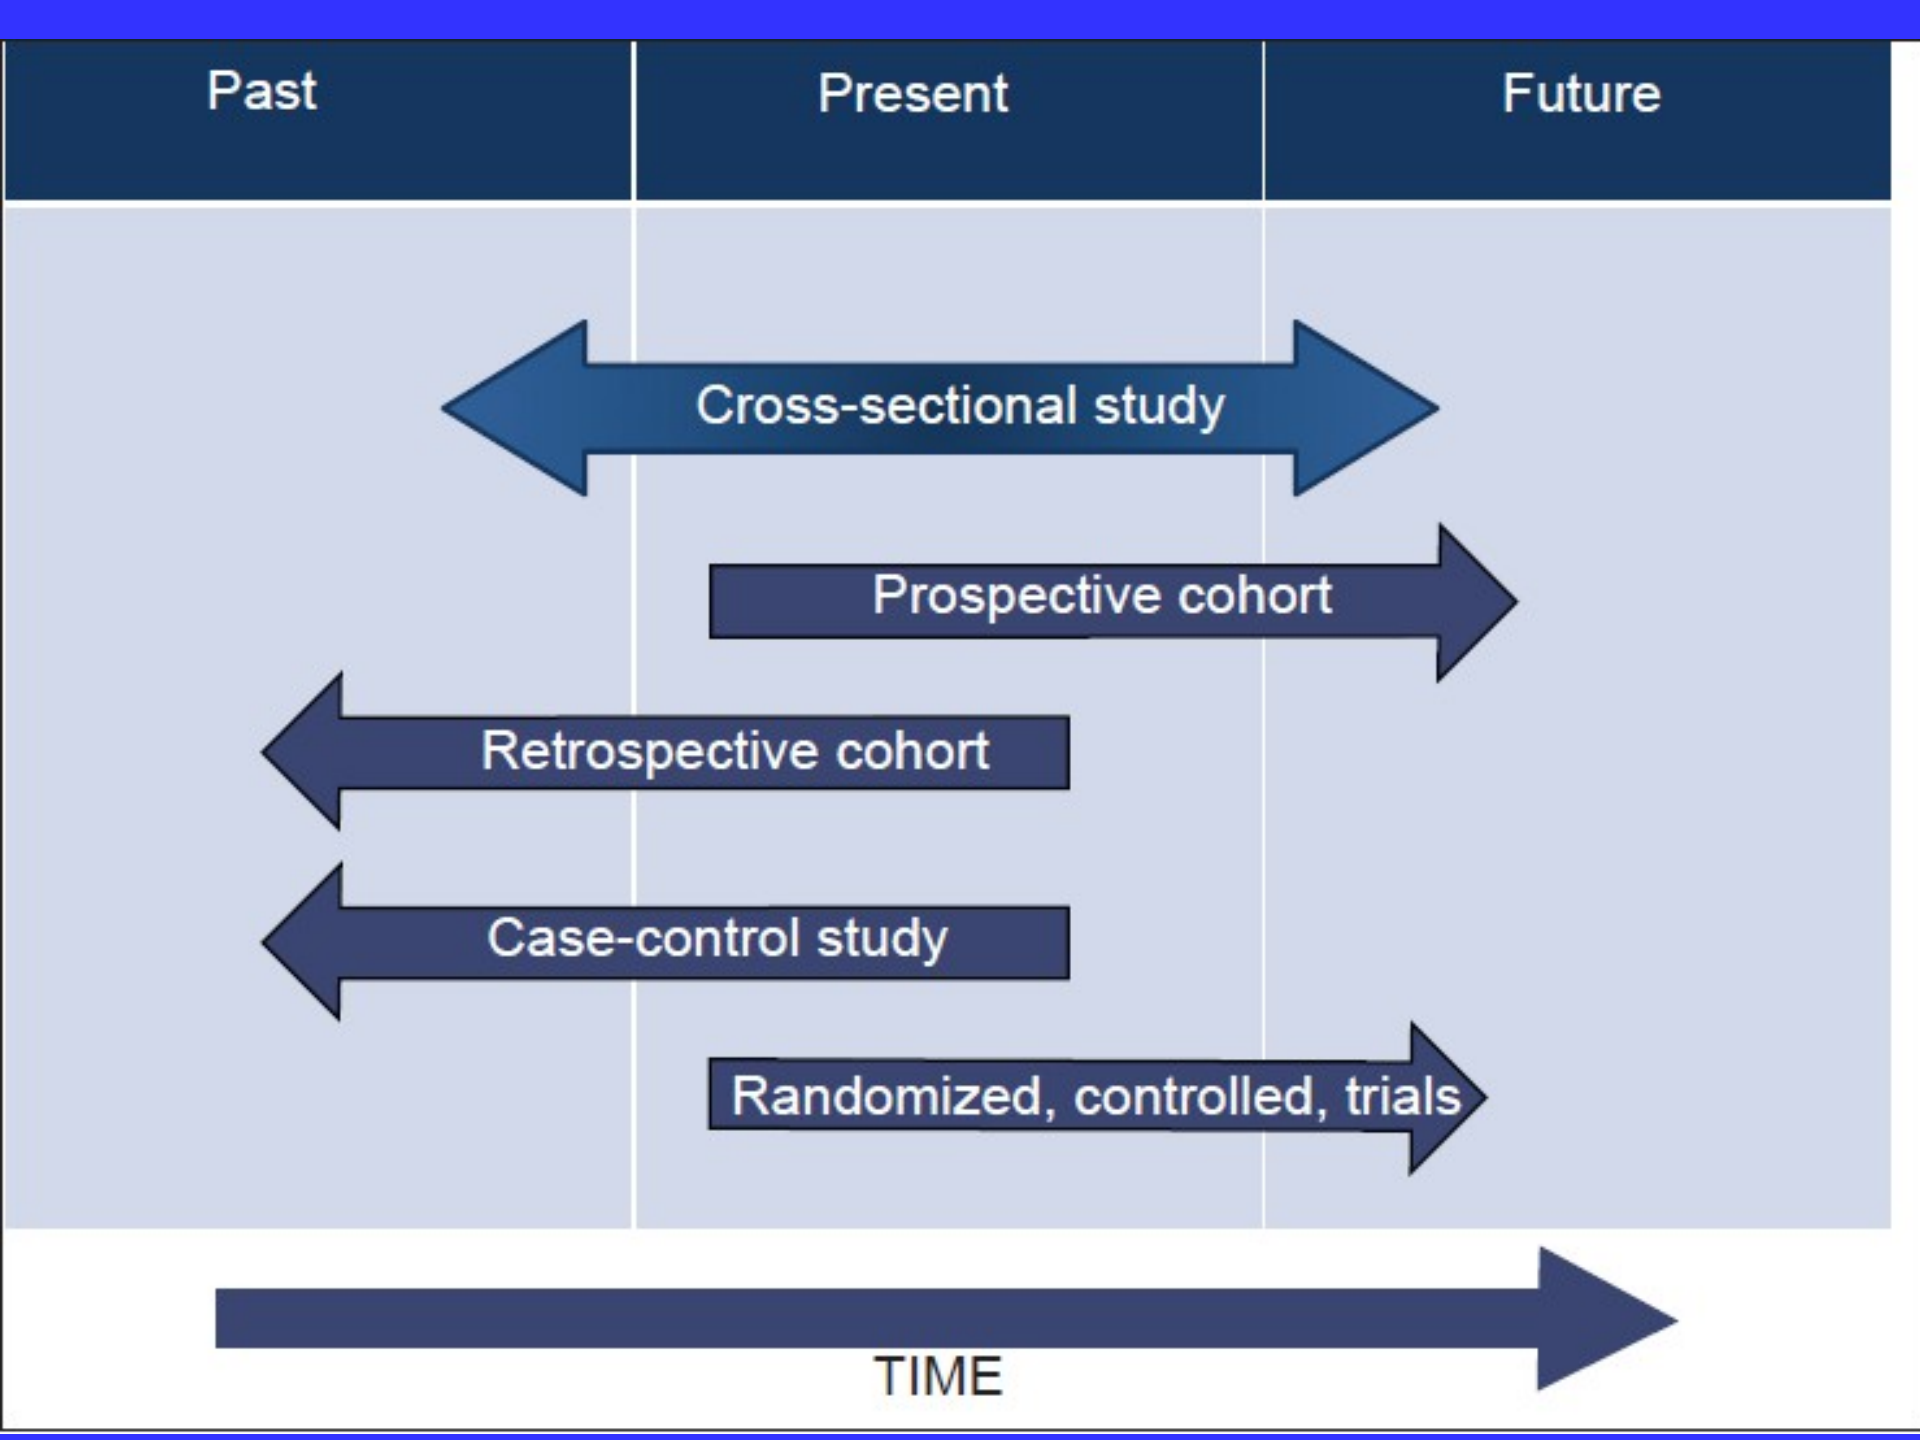 Past
Present
Future
Cross-sectional study
Prospective cohort
Retrospective cohort
Case-control study
Randomized, controlled, trials
TIME